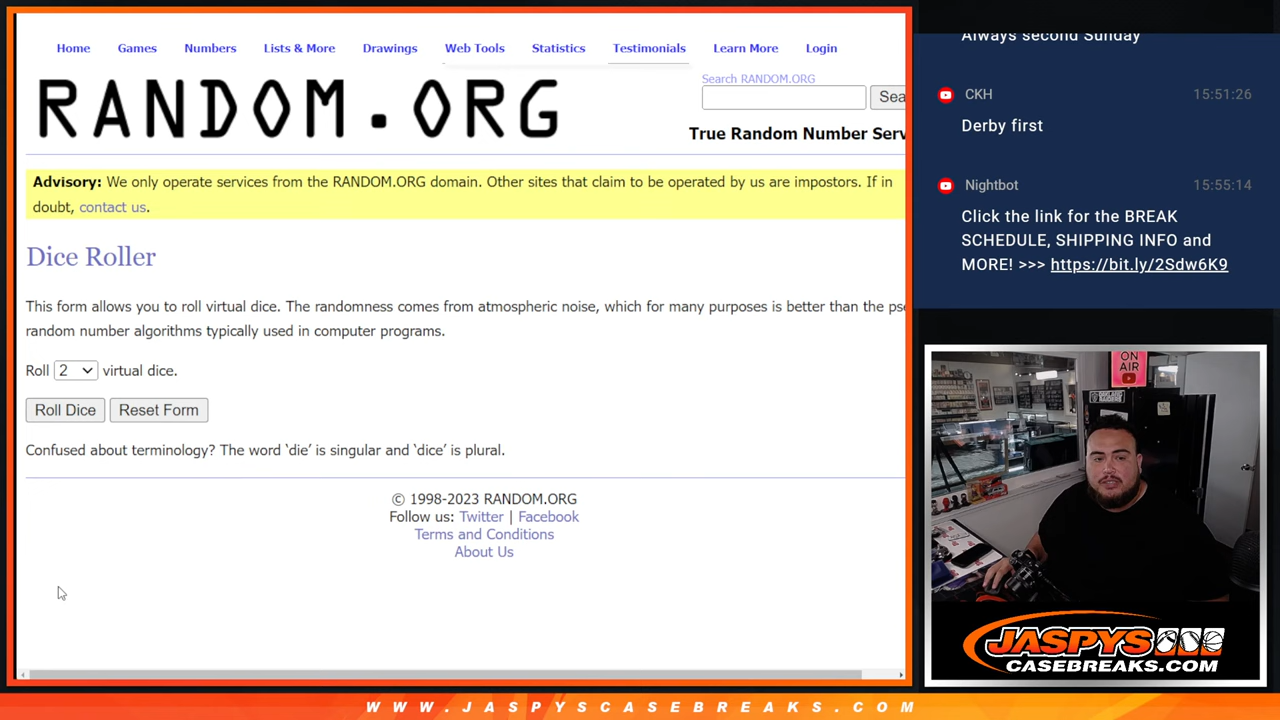 Home Games Numbers Lists & More Drawings Web Tools Statistics Testimonials Learn More Login
RANDOM.ORG
Search RANDOM.ORG
Sea
True Random Number Serv
Advisory: We only operate services from the RANDOM.ORG domain. Other sites that claim to be operated by us are impostors. If in
doubt, contact us.
Dice Roller
This form allows you to roll virtual dice. The randomness comes from atmospheric noise, which for many purposes is better than the pse
random number algorithms typically used in computer programs.
Roll 2 virtual dice.
Roll Dice Reset Form
Confused about terminology? The word ‘die’ is singular and ‘dice’ is plural.
© 1998-2023 RANDOM.ORG
Follow us: Twitter | Facebook
Terms and Conditions
About Us
Always second Sunday
CKH 15:51:26
Derby first
Nightbot 15:55:14
Click the link for the BREAK
SCHEDULE, SHIPPING INFO and
MORE! >>> https://bit.ly/2Sdw6K9
ON
AIR
JASPYS
CASEBREAKS.COM
WWW.JASPYSCASEBREAKS.COM